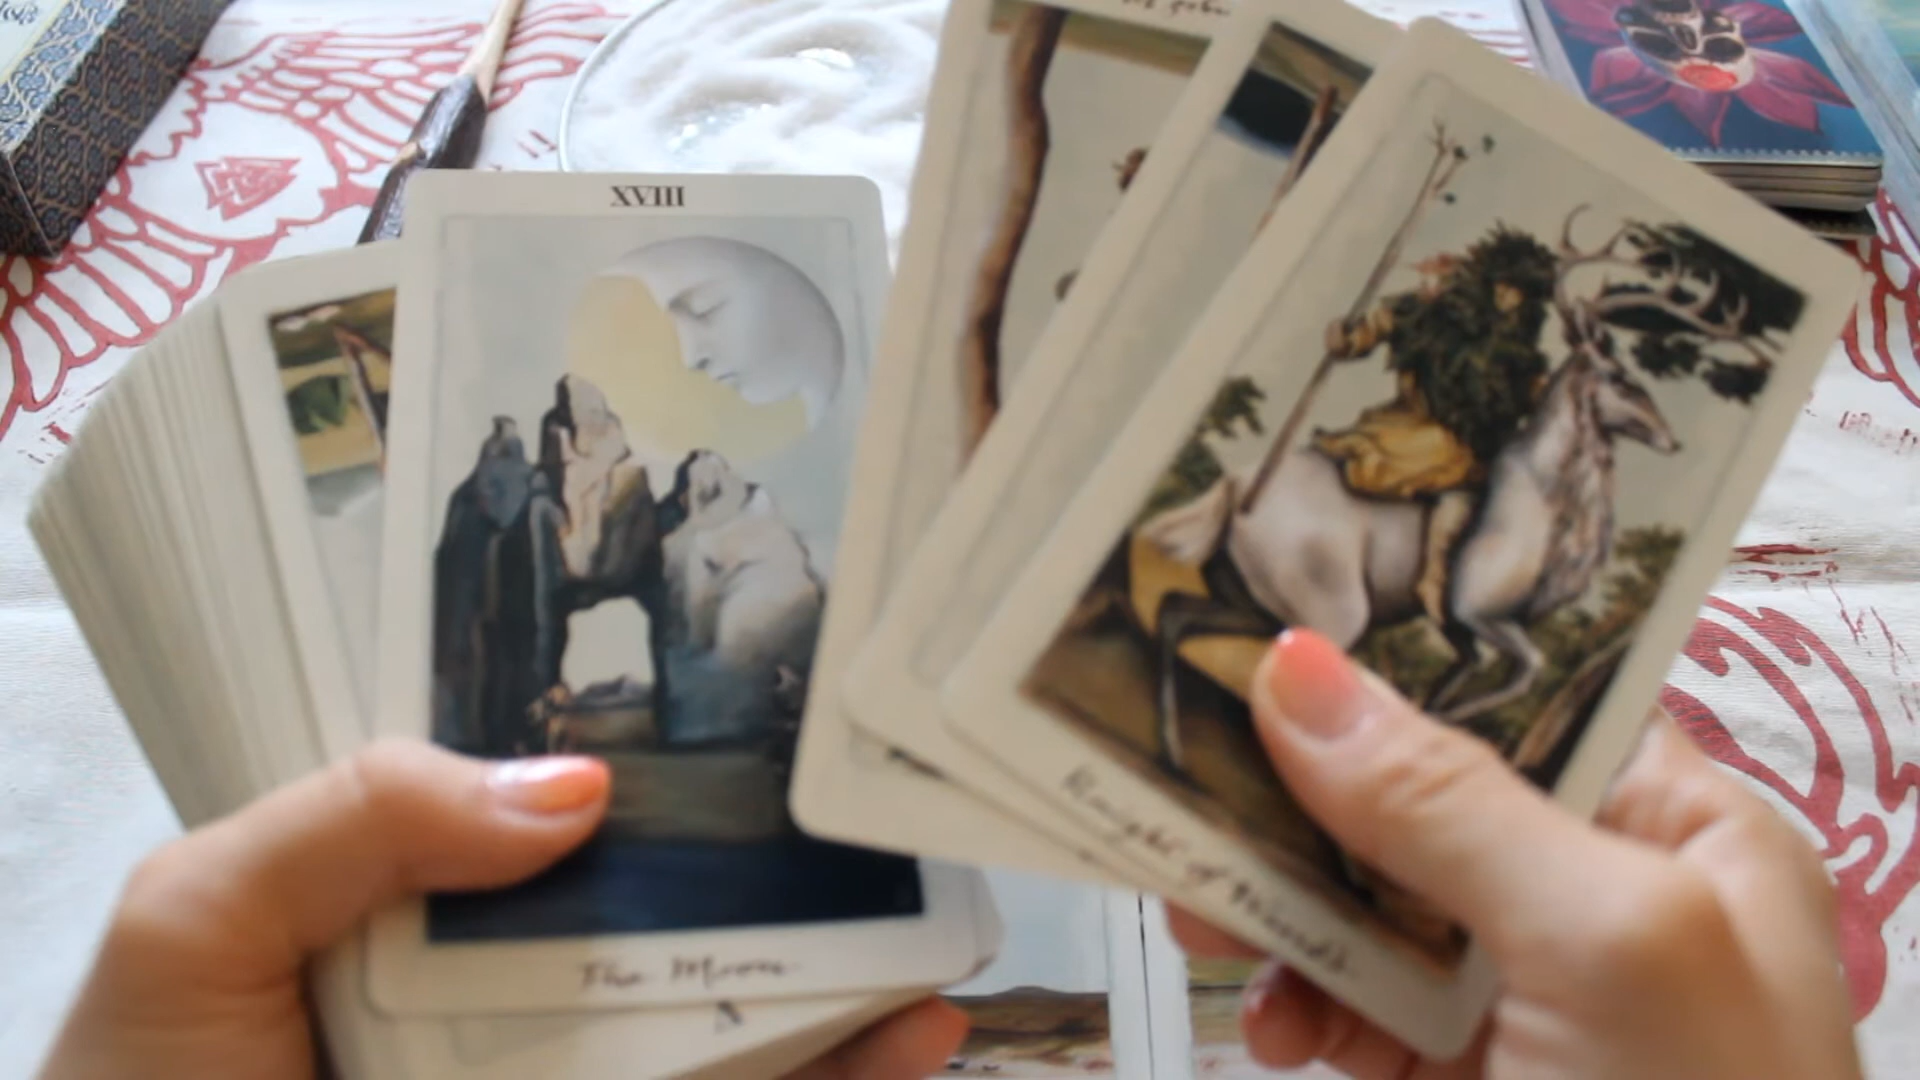 XVIII
The Moon
Knight of Wands
V